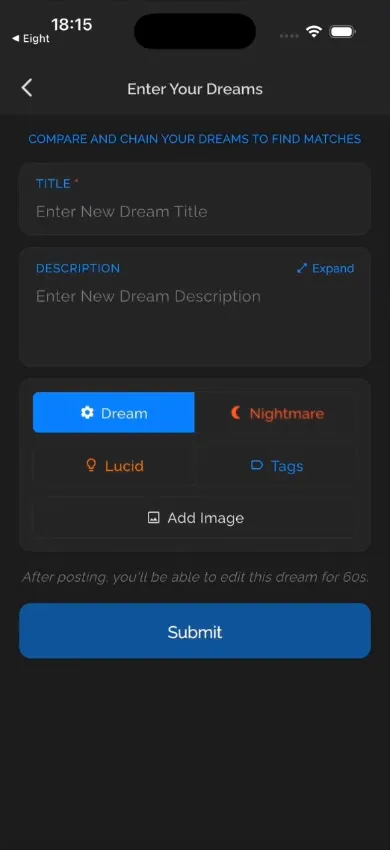 18:15
◀ Eight
Enter Your Dreams
COMPARE AND CHAIN YOUR DREAMS TO FIND MATCHES
TITLE *
Enter New Dream Title
DESCRIPTION Expand
Enter New Dream Description
Dream Nightmare
Lucid Tags
Add Image
After posting, you'll be able to edit this dream for 60s.
Submit